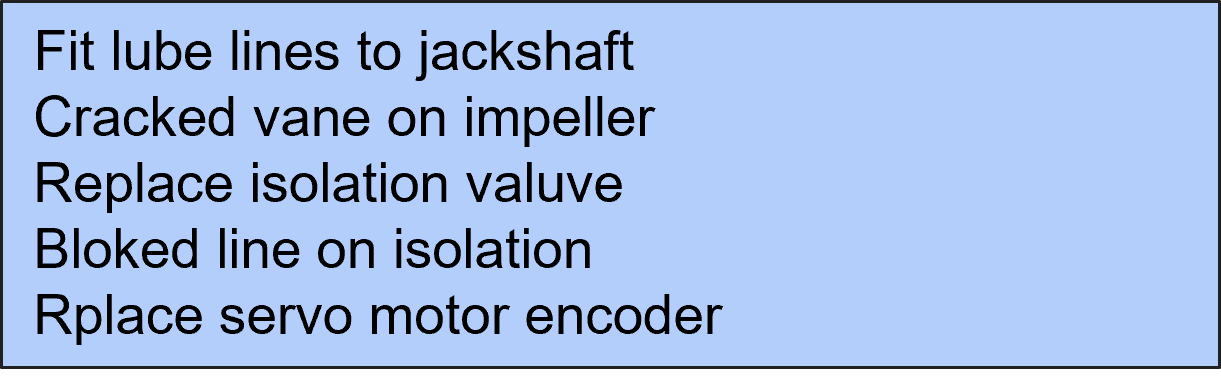 Fit lube lines to jackshaft
Cracked vane on impeller
Replace isolation valuve
Bloked line on isolation
Rplace servo motor encoder